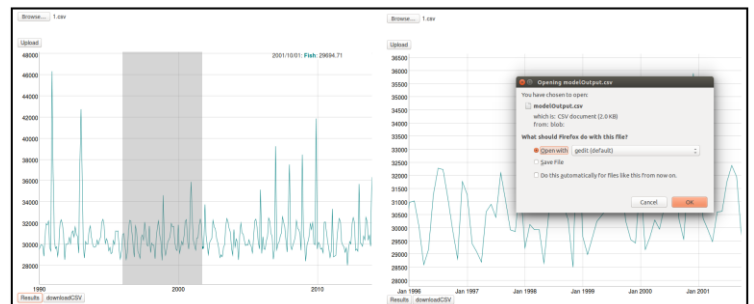 Browse... 1.csv
Upload
48000
46000
44000
42000
40000
38000
36000
34000
32000
30000
28000
2001/10/01: Fish: 29694.71
1990 2000 2010
Results downloadCSV
Browse... 1.csv
Upload
36500
36000
35500
35000
34500
34000
33500
33000
32500
32000
31500
31000
30500
30000
29500
29000
28500
28000
Jan 1996 Jan 1997 Jan 1998 Jan 1999 Jan 2000 Jan 2001
Results downloadCSV
Opening modelOutput.csv
You have chosen to open:
modelOutput.csv
which is: CSV document (2.0 KB)
from: blob:
What should Firefox do with this file?
Open with gedit (default)
Save File
Do this automatically for files like this from now on.
Cancel OK